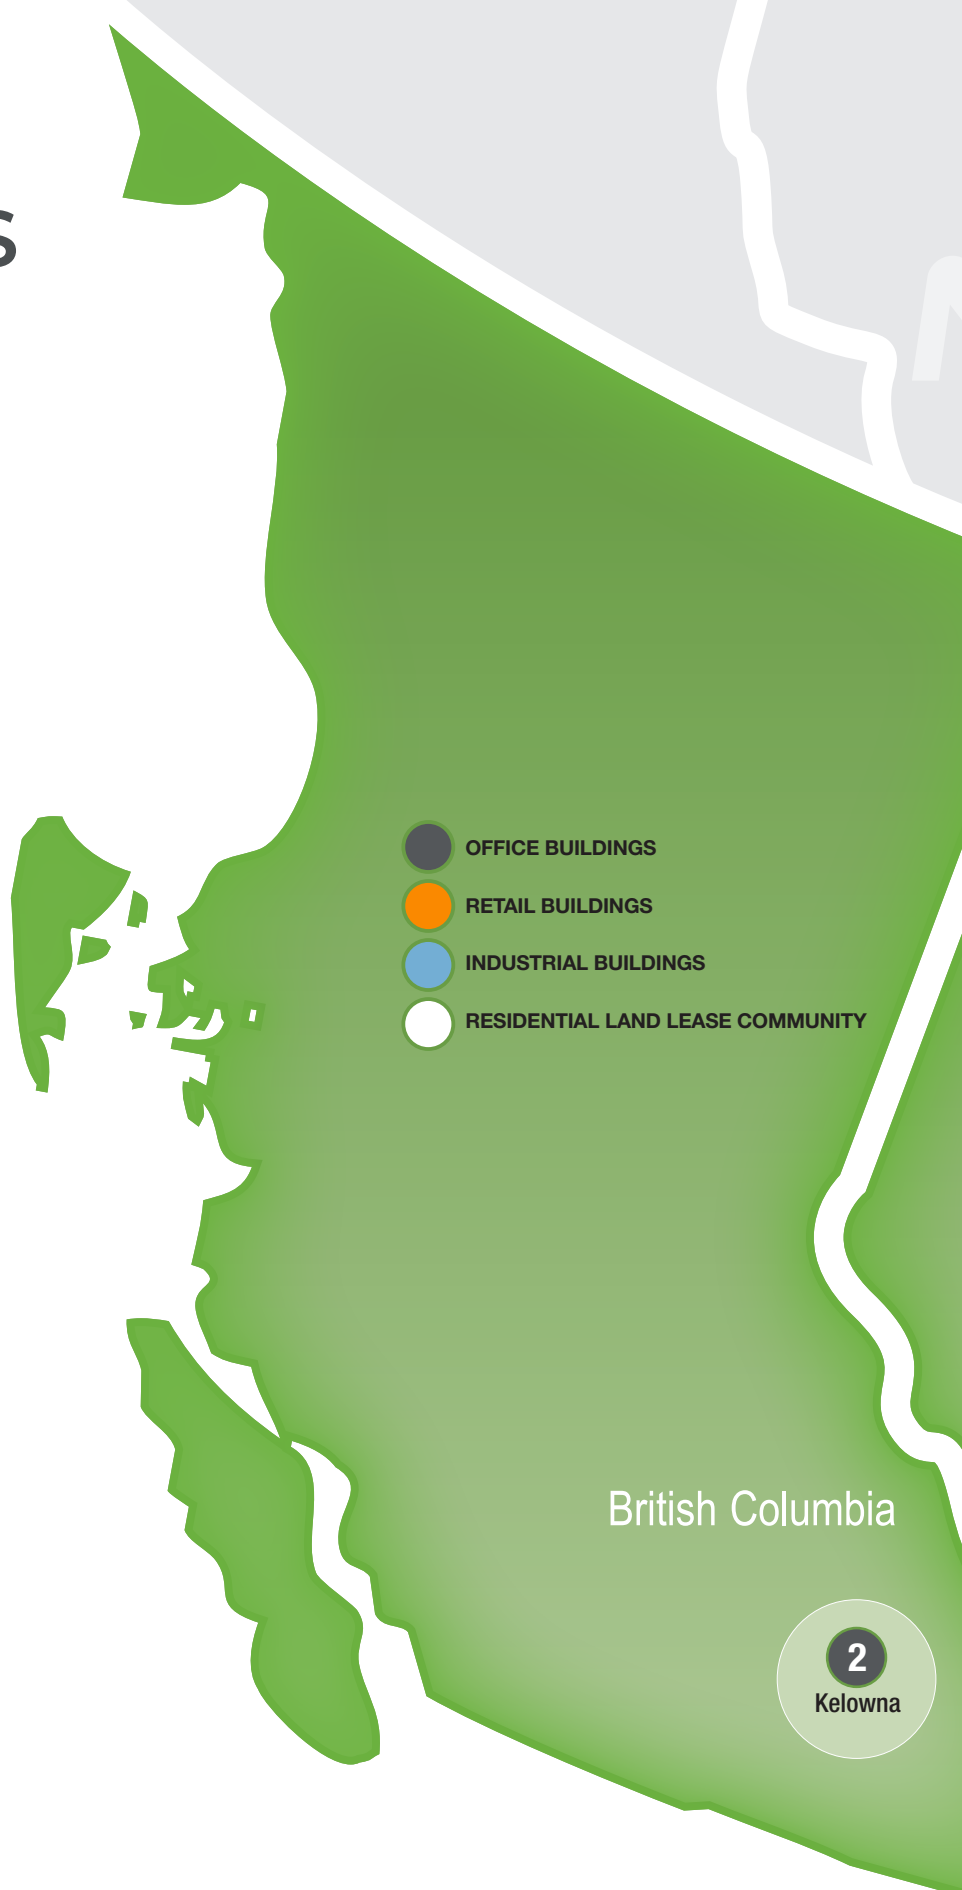 S
OFFICE BUILDINGS
RETAIL BUILDINGS
INDUSTRIAL BUILDINGS
RESIDENTIAL LAND LEASE COMMUNITY
British Columbia
2
Kelowna